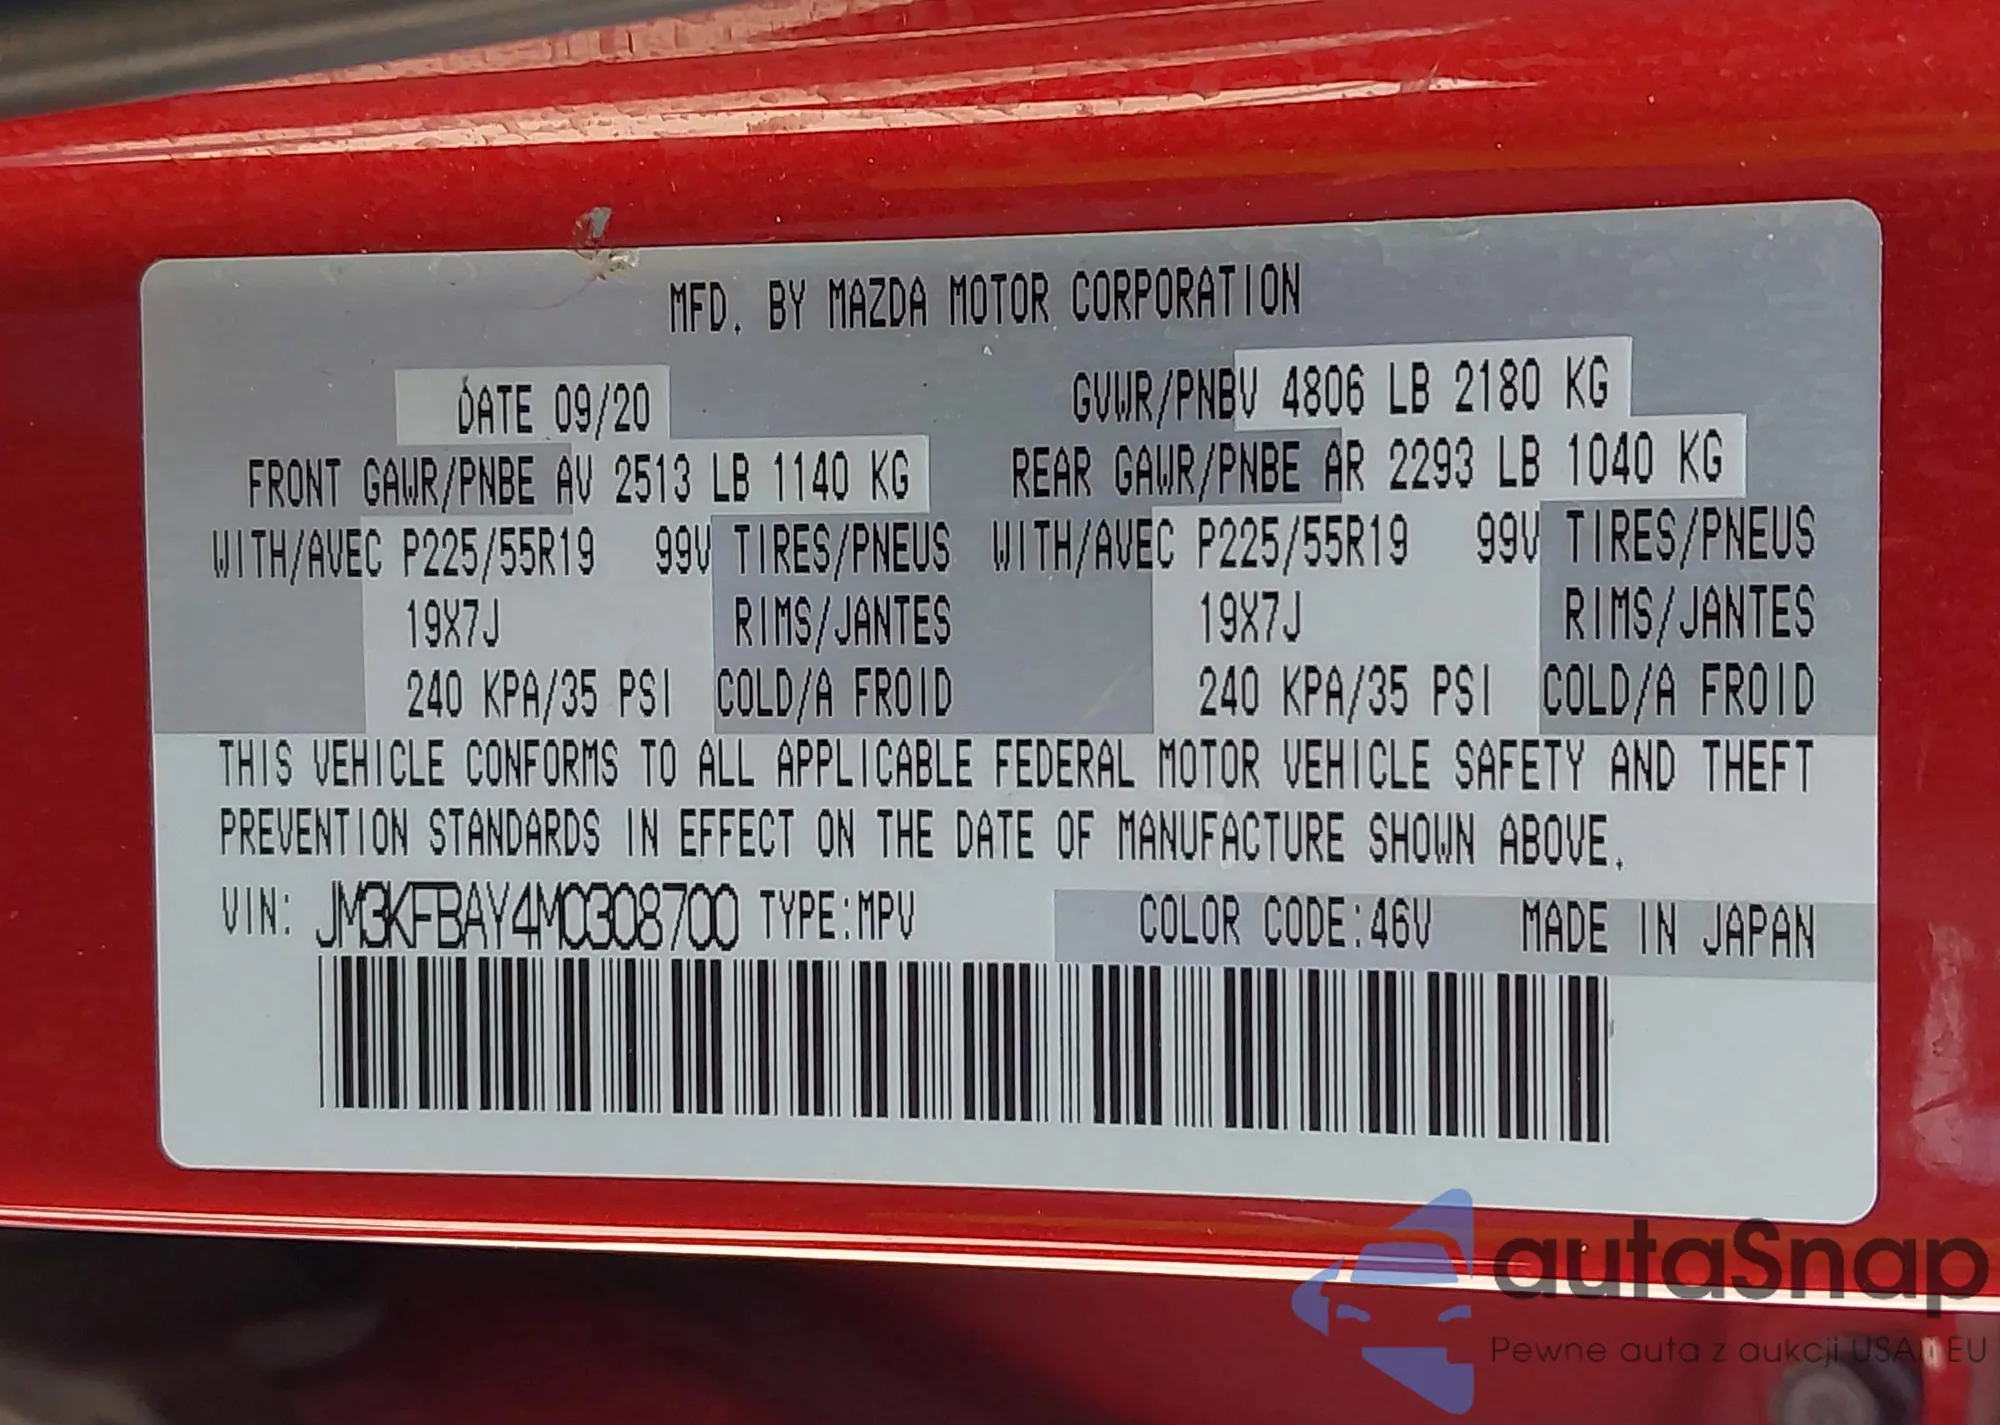 MFD. BY MAZDA MOTOR CORPORATION
DATE 09/20 GVWR/PNBV 4806 LB 2180 KG
FRONT GAWR/PNBE AV 2513 LB 1140 KG REAR GAWR/PNBE AR 2293 LB 1040 KG
WITH/AVEC P225/55R19 99V TIRES/PNEUS WITH/AVEC P225/55R19 99V TIRES/PNEUS
19X7J RIMS/JANTES 19X7J RIMS/JANTES
240 KPA/35 PSI COLD/A FROID 240 KPA/35 PSI COLD/A FROID
THIS VEHICLE CONFORMS TO ALL APPLICABLE FEDERAL MOTOR VEHICLE SAFETY AND THEFT
PREVENTION STANDARDS IN EFFECT ON THE DATE OF MANUFACTURE SHOWN ABOVE.
VIN: JM3KFBAY4M0308700 TYPE:MPV COLOR CODE:46V MADE IN JAPAN
autaSnap
Pewne auta z aukcji USA i EU